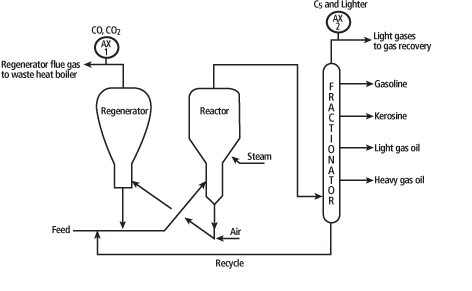 CO, CO2
AX
1
Regenerator flue gas
to waste heat boiler
C5 and Lighter
AX
2
Light gases
to gas recovery
Regenerator
Reactor
FRACTIONATOR
Gasoline
Kerosine
Light gas oil
Heavy gas oil
Steam
Feed
Air
Recycle